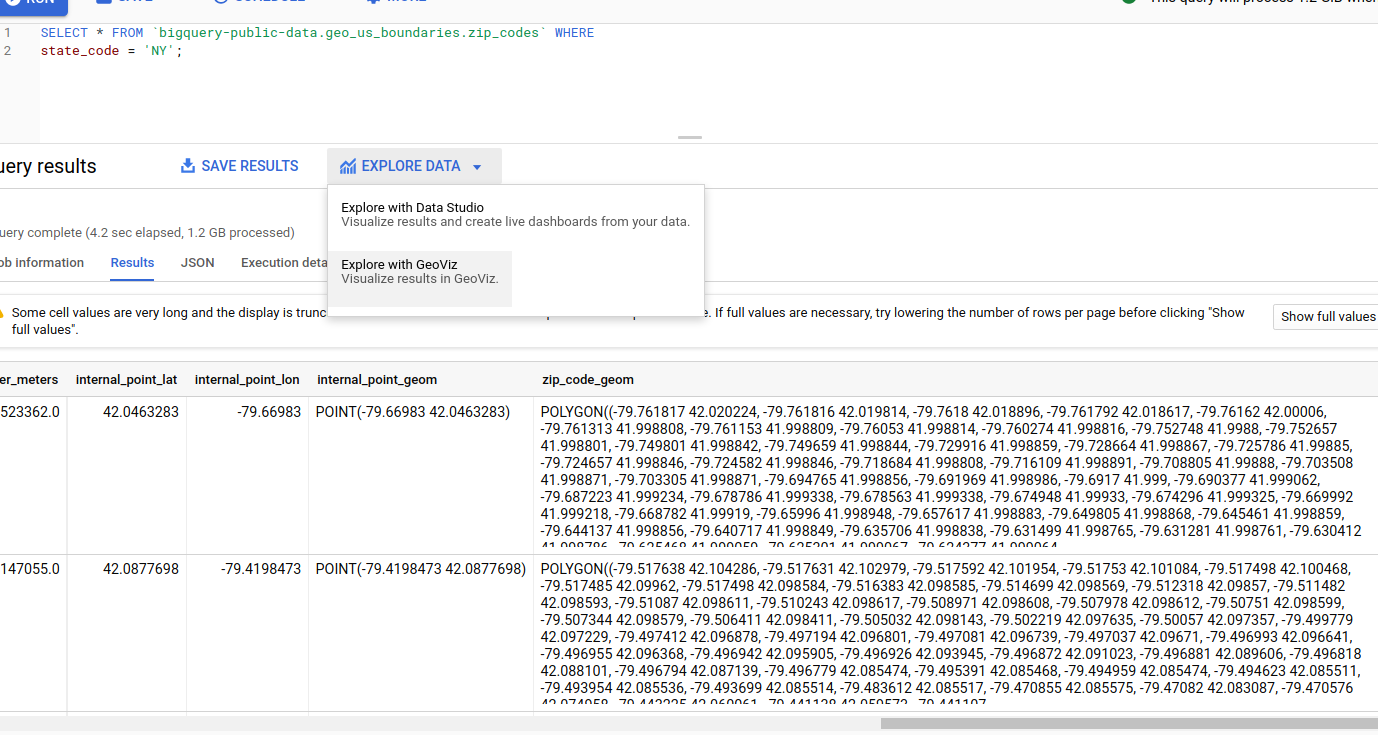 RUN SAVE SCHEDULE MORE This query will process 1.2 GiB when
1 SELECT * FROM `bigquery-public-data.geo_us_boundaries.zip_codes` WHERE
2 state_code = 'NY';
uery results SAVE RESULTS EXPLORE DATA
Explore with Data Studio
Visualize results and create live dashboards from your data.
uery complete (4.2 sec elapsed, 1.2 GB processed)
ob information Results JSON Execution deta
Explore with GeoViz
Visualize results in GeoViz.
Some cell values are very long and the display is trunc e. If full values are necessary, try lowering the number of rows per page before clicking "Show
full values".
Show full values
er_meters internal_point_lat internal_point_lon internal_point_geom zip_code_geom
523362.0 42.0463283 -79.66983 POINT(-79.66983 42.0463283) POLYGON((-79.761817 42.020224, -79.761816 42.019814, -79.7618 42.018896, -79.761792 42.018617, -79.76162 42.00006,
-79.761313 41.998808, -79.761153 41.998809, -79.76053 41.998814, -79.760274 41.998816, -79.752748 41.9988, -79.752657
41.998801, -79.749801 41.998842, -79.749659 41.998844, -79.729916 41.998859, -79.728664 41.998867, -79.725786 41.99885,
-79.724657 41.998846, -79.724582 41.998846, -79.718684 41.998808, -79.716109 41.998891, -79.708805 41.99888, -79.703508
41.998871, -79.703305 41.998871, -79.694765 41.998856, -79.691969 41.998986, -79.6917 41.999, -79.690377 41.999062,
-79.687223 41.999234, -79.678786 41.999338, -79.678563 41.999338, -79.674948 41.99933, -79.674296 41.999325, -79.669992
41.999218, -79.668782 41.99919, -79.65996 41.998948, -79.657617 41.998883, -79.649805 41.998868, -79.645461 41.998859,
-79.644137 41.998856, -79.640717 41.998849, -79.635706 41.998838, -79.631499 41.998765, -79.631281 41.998761, -79.630412
147055.0 42.0877698 -79.4198473 POINT(-79.4198473 42.0877698) POLYGON((-79.517638 42.104286, -79.517631 42.102979, -79.517592 42.101954, -79.51753 42.101084, -79.517498 42.100468,
-79.517485 42.09962, -79.517498 42.098584, -79.516383 42.098585, -79.514699 42.098569, -79.512318 42.09857, -79.511482
42.098593, -79.51087 42.098611, -79.510243 42.098617, -79.508971 42.098608, -79.507978 42.098612, -79.50751 42.098599,
-79.507344 42.098579, -79.506411 42.098411, -79.505032 42.098143, -79.502219 42.097635, -79.50057 42.097357, -79.499779
42.097229, -79.497412 42.096878, -79.497194 42.096801, -79.497081 42.096739, -79.497037 42.09671, -79.496993 42.096641,
-79.496955 42.096368, -79.496942 42.095905, -79.496926 42.093945, -79.496872 42.091023, -79.496881 42.089606, -79.496818
42.088101, -79.496794 42.087139, -79.496779 42.085474, -79.495391 42.085468, -79.494959 42.085474, -79.494623 42.085511,
-79.493954 42.085536, -79.493699 42.085514, -79.483612 42.085517, -79.470855 42.085575, -79.47082 42.083087, -79.470576